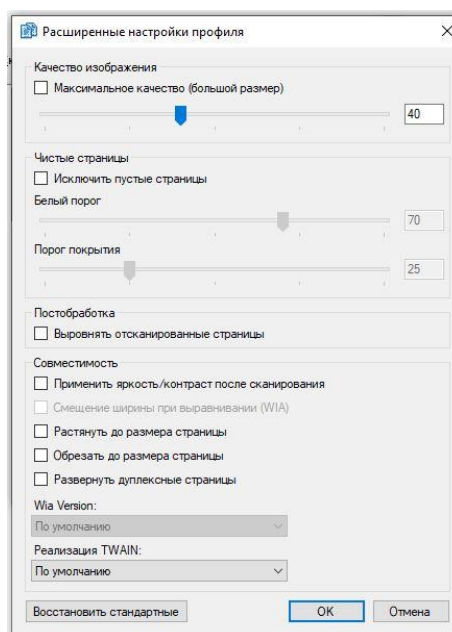 Расширенные настройки профиля
Качество изображения
Максимальное качество (большой размер)
40
Чистые страницы
Исключить пустые страницы
Белый порог
70
Порог покрытия
25
Постобработка
Выровнять отсканированные страницы
Совместимость
Применить яркость/контраст после сканирования
Смещение ширины при выравнивании (WIA)
Растянуть до размера страницы
Обрезать до размера страницы
Развернуть дуплексные страницы
Wia Version:
По умолчанию
Реализация TWAIN:
По умолчанию
Восстановить стандартные
OK
Отмена